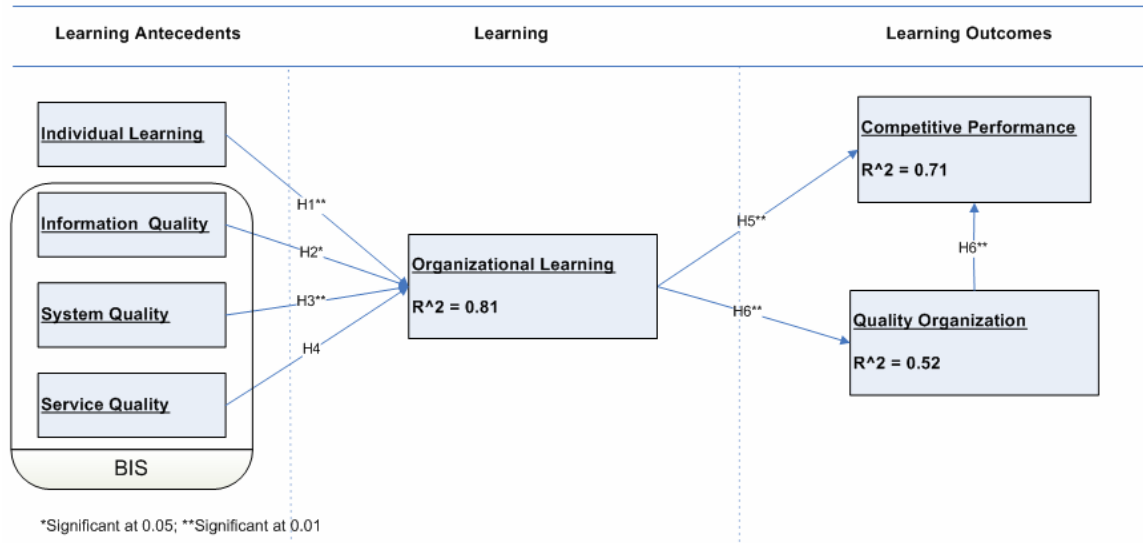 Learning Antecedents
Learning
Learning Outcomes
Individual Learning
Information Quality
System Quality
Service Quality
BIS
H1**
H2*
H3**
H4
Organizational Learning
R^2 = 0.81
H5**
H6**
Competitive Performance
R^2 = 0.71
H6**
Quality Organization
R^2 = 0.52
*Significant at 0.05; **Significant at 0.01